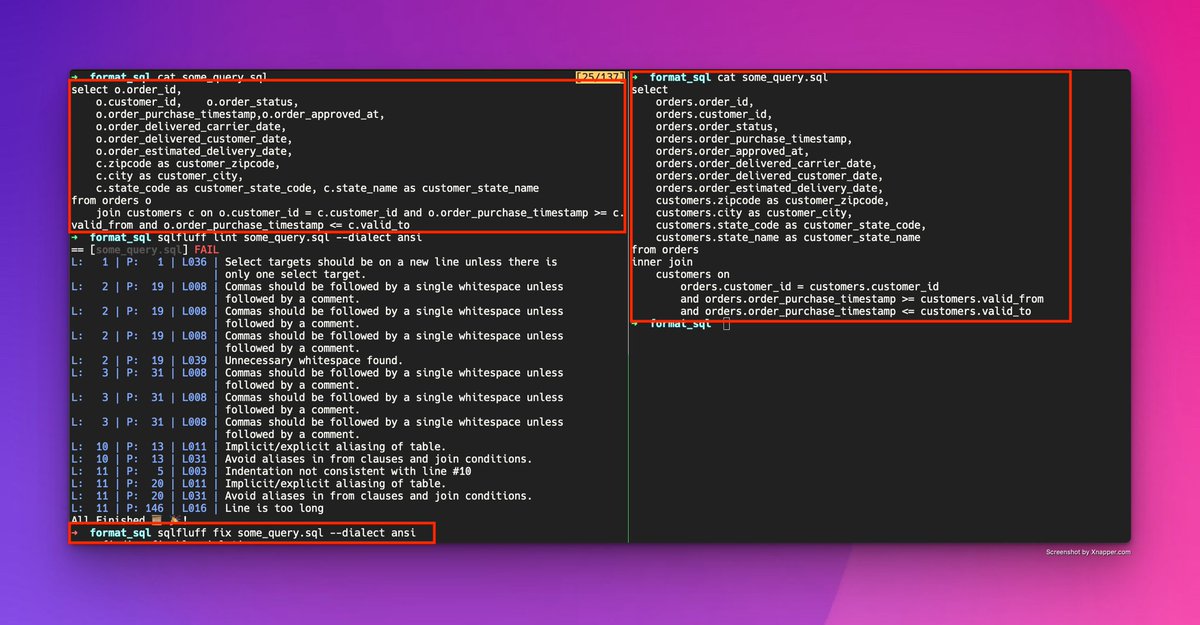 ➜  format_sql cat some_query.sql [25/137]
select o.order_id,
    o.customer_id,    o.order_status,
    o.order_purchase_timestamp,o.order_approved_at,
    o.order_delivered_carrier_date,
    o.order_delivered_customer_date,
    o.order_estimated_delivery_date,
    c.zipcode as customer_zipcode,
    c.city as customer_city,
    c.state_code as customer_state_code, c.state_name as customer_state_name
from orders o
    join customers c on o.customer_id = c.customer_id and o.order_purchase_timestamp >= c.
valid_from and o.order_purchase_timestamp <= c.valid_to
➜  format_sql sqlfluff lint some_query.sql --dialect ansi
== [some_query.sql] FAIL
L:   1 | P:   1 | L036 | Select targets should be on a new line unless there is
                       | only one select target.
L:   2 | P:  19 | L008 | Commas should be followed by a single whitespace unless
                       | followed by a comment.
L:   2 | P:  19 | L008 | Commas should be followed by a single whitespace unless
                       | followed by a comment.
L:   2 | P:  19 | L008 | Commas should be followed by a single whitespace unless
                       | followed by a comment.
L:   2 | P:  19 | L039 | Unnecessary whitespace found.
L:   3 | P:  31 | L008 | Commas should be followed by a single whitespace unless
                       | followed by a comment.
L:   3 | P:  31 | L008 | Commas should be followed by a single whitespace unless
                       | followed by a comment.
L:   3 | P:  31 | L008 | Commas should be followed by a single whitespace unless
                       | followed by a comment.
L:  10 | P:  13 | L011 | Implicit/explicit aliasing of table.
L:  10 | P:  13 | L031 | Avoid aliases in from clauses and join conditions.
L:  11 | P:   5 | L003 | Indentation not consistent with line #10
L:  11 | P:  20 | L011 | Implicit/explicit aliasing of table.
L:  11 | P:  20 | L031 | Avoid aliases in from clauses and join conditions.
L:  11 | P: 146 | L016 | Line is too long
All Finished 📜 🎉!
➜  format_sql sqlfluff fix some_query.sql --dialect ansi
➜  format_sql cat some_query.sql
select
    orders.order_id,
    orders.customer_id,
    orders.order_status,
    orders.order_purchase_timestamp,
    orders.order_approved_at,
    orders.order_delivered_carrier_date,
    orders.order_delivered_customer_date,
    orders.order_estimated_delivery_date,
    customers.zipcode as customer_zipcode,
    customers.city as customer_city,
    customers.state_code as customer_state_code,
    customers.state_name as customer_state_name
from orders
inner join
    customers on
        orders.customer_id = customers.customer_id
        and orders.order_purchase_timestamp >= customers.valid_from
        and orders.order_purchase_timestamp <= customers.valid_to
➜  format_sql
Screenshot by Xnapper.com